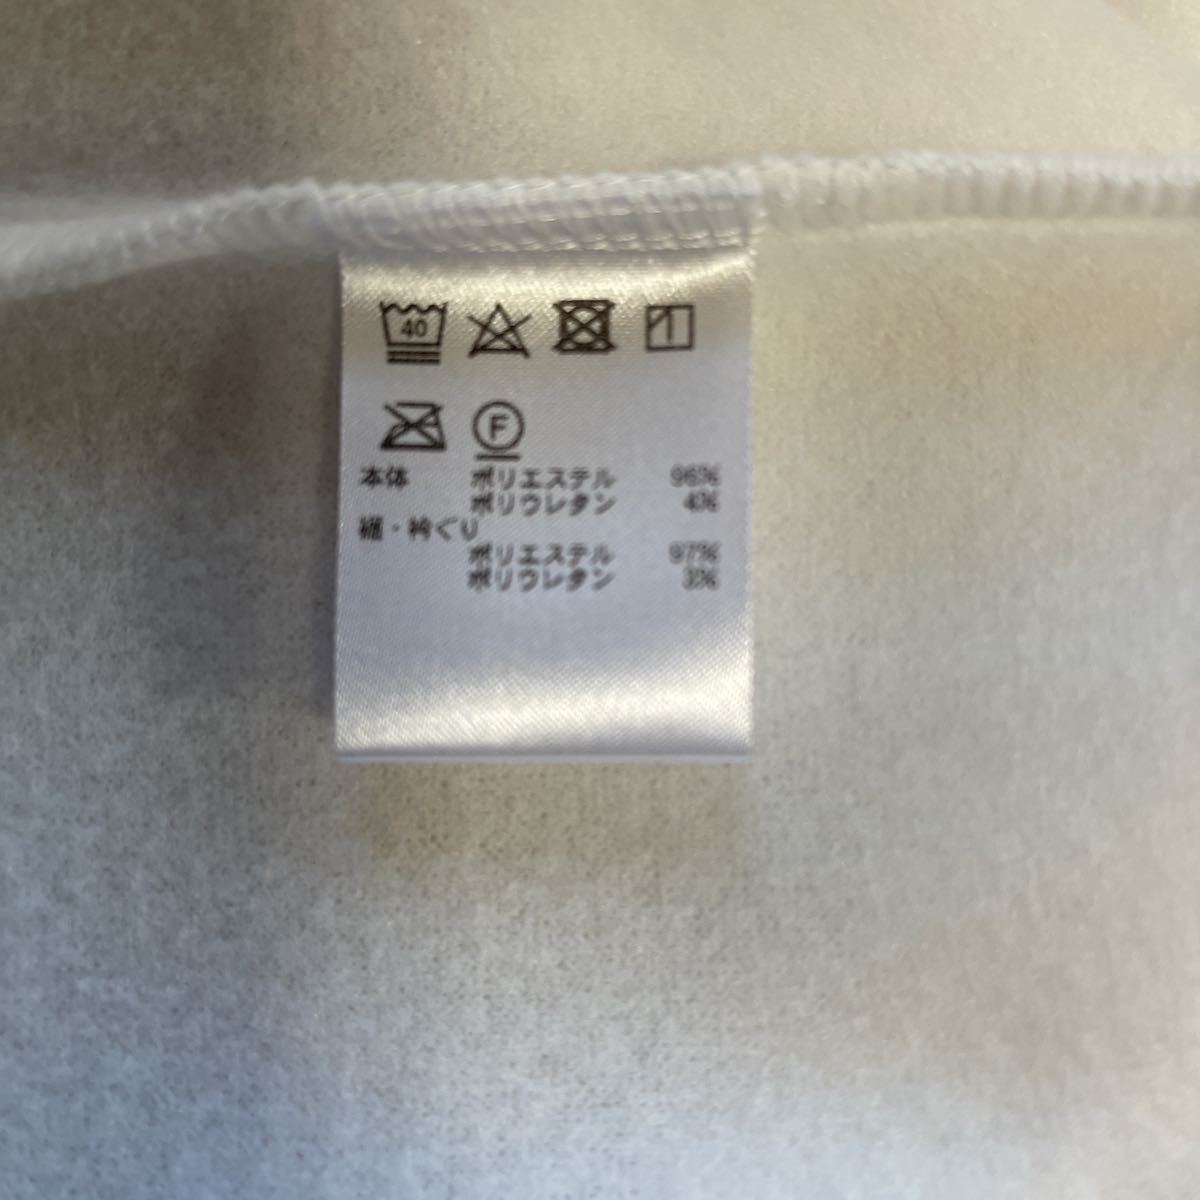 40
F
本体 ポリエステル 96%
ポリウレタン 4%
裾・衿ぐり
ポリエステル 97%
ポリウレタン 3%